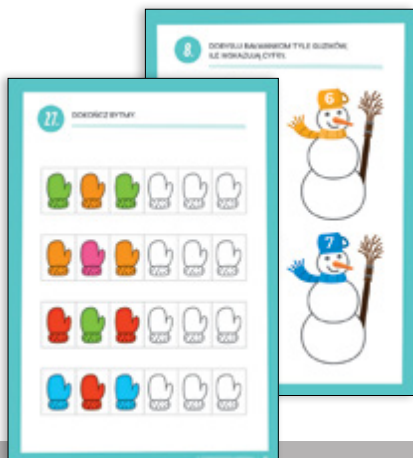 8.
DORYSUJ BAŁWANKOM TYLE GUZIKÓW,
ILE WSKAZUJĄ CYFRY.
6
7
27.
DOKOŃCZ RYTMY.